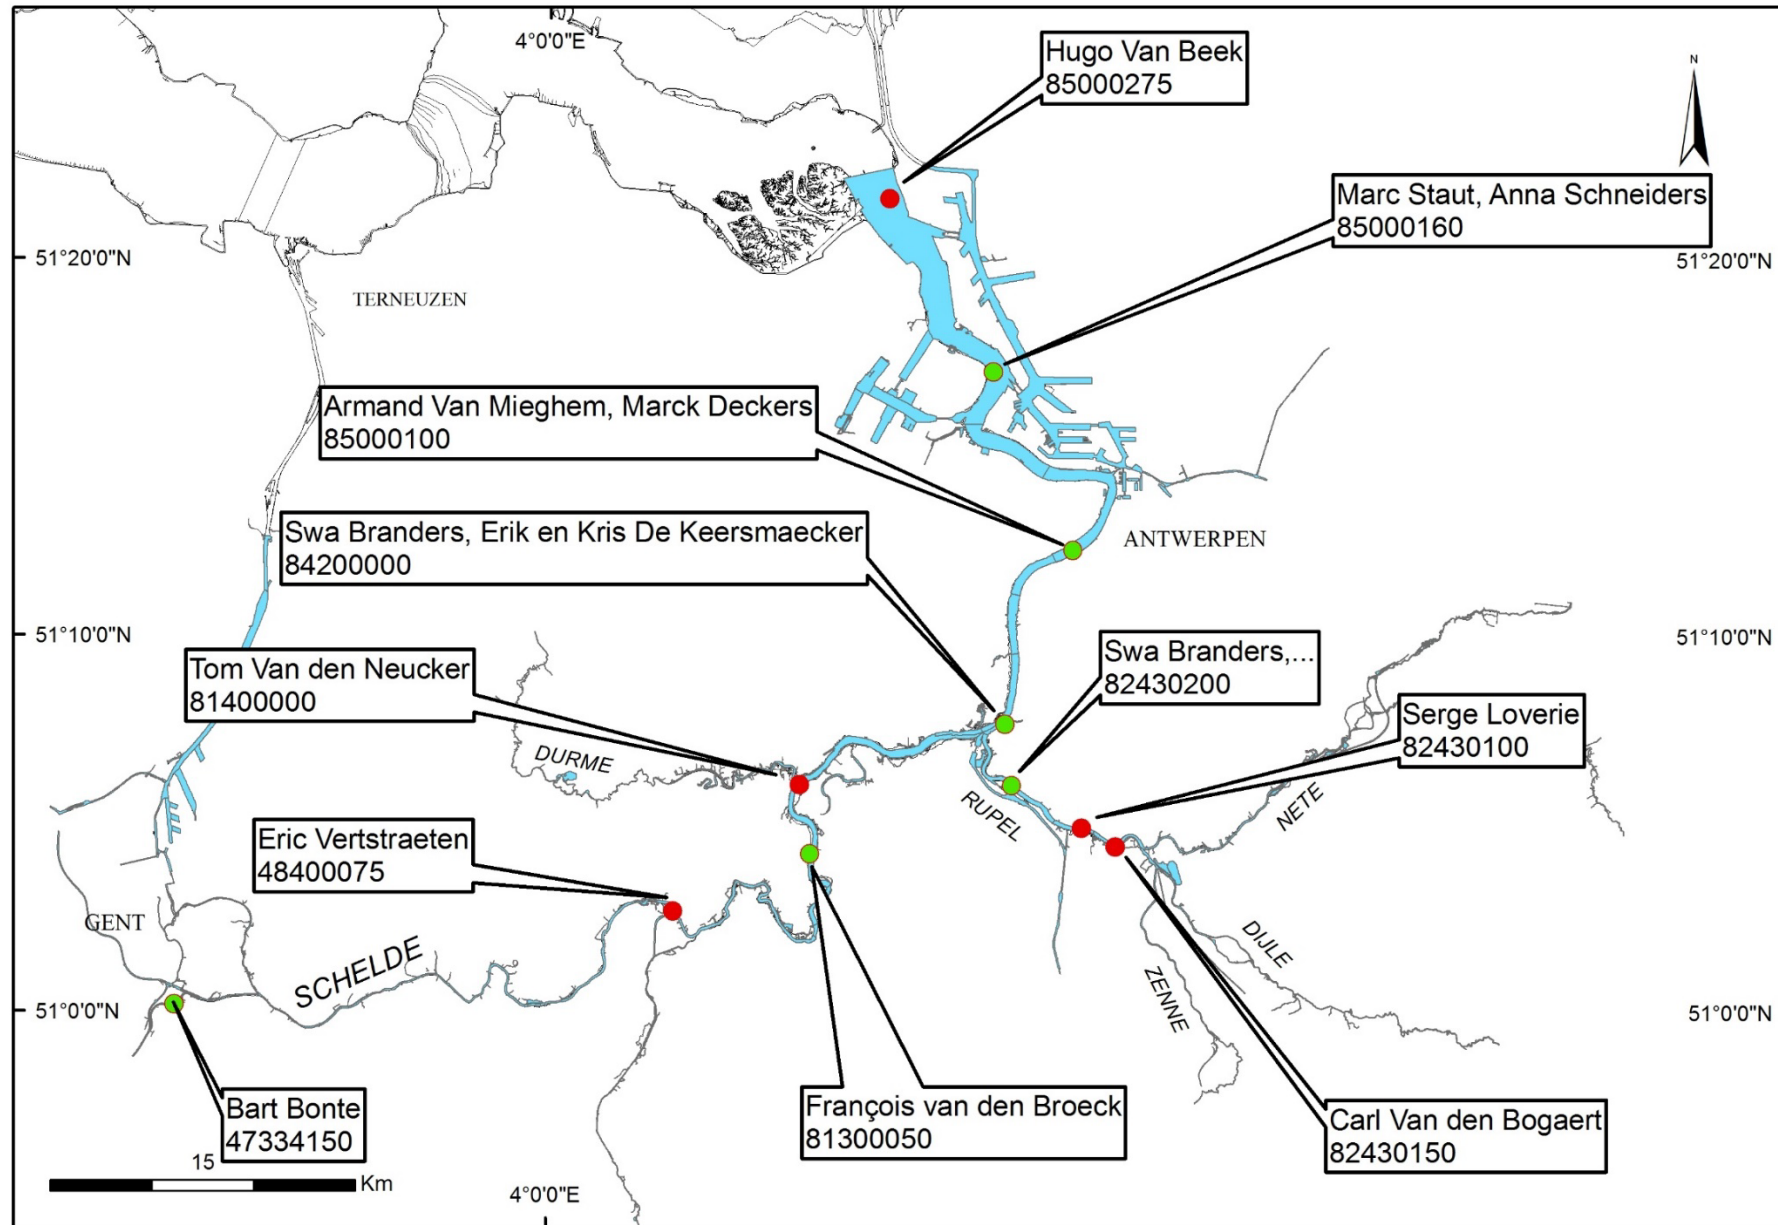 4°0'0"E
N
Hugo Van Beek
85000275
Marc Staut, Anna Schneiders
85000160
51°20'0"N
51°20'0"N
TERNEUZEN
Armand Van Mieghem, Marck Deckers
85000100
Swa Branders, Erik en Kris De Keersmaecker
84200000
ANTWERPEN
51°10'0"N
51°10'0"N
Tom Van den Neucker
81400000
Swa Branders,...
82430200
Serge Loverie
82430100
DURME
RUPEL
NETE
Eric Vertstraeten
48400075
GENT
SCHELDE
DIJLE
ZENNE
51°0'0"N
51°0'0"N
Bart Bonte
47334150
François van den Broeck
81300050
Carl Van den Bogaert
82430150
15
Km
4°0'0"E